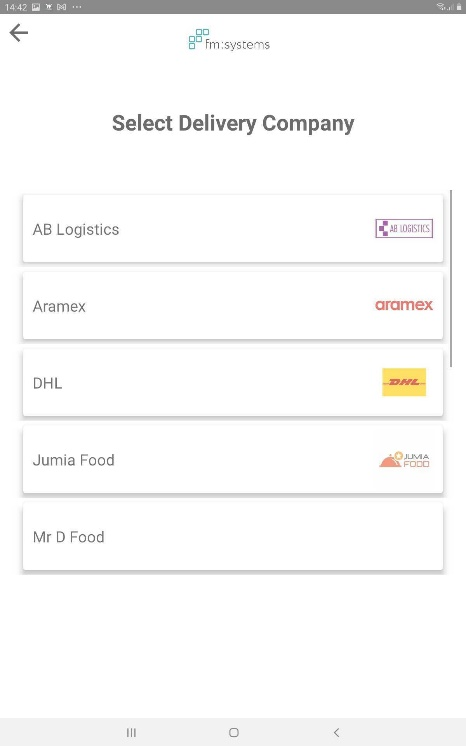 14:42
fm:systems
Select Delivery Company
AB Logistics
AB LOGISTICS
Aramex
aramex
DHL
DHL
Jumia Food
JUMIA
FOOD
Mr D Food